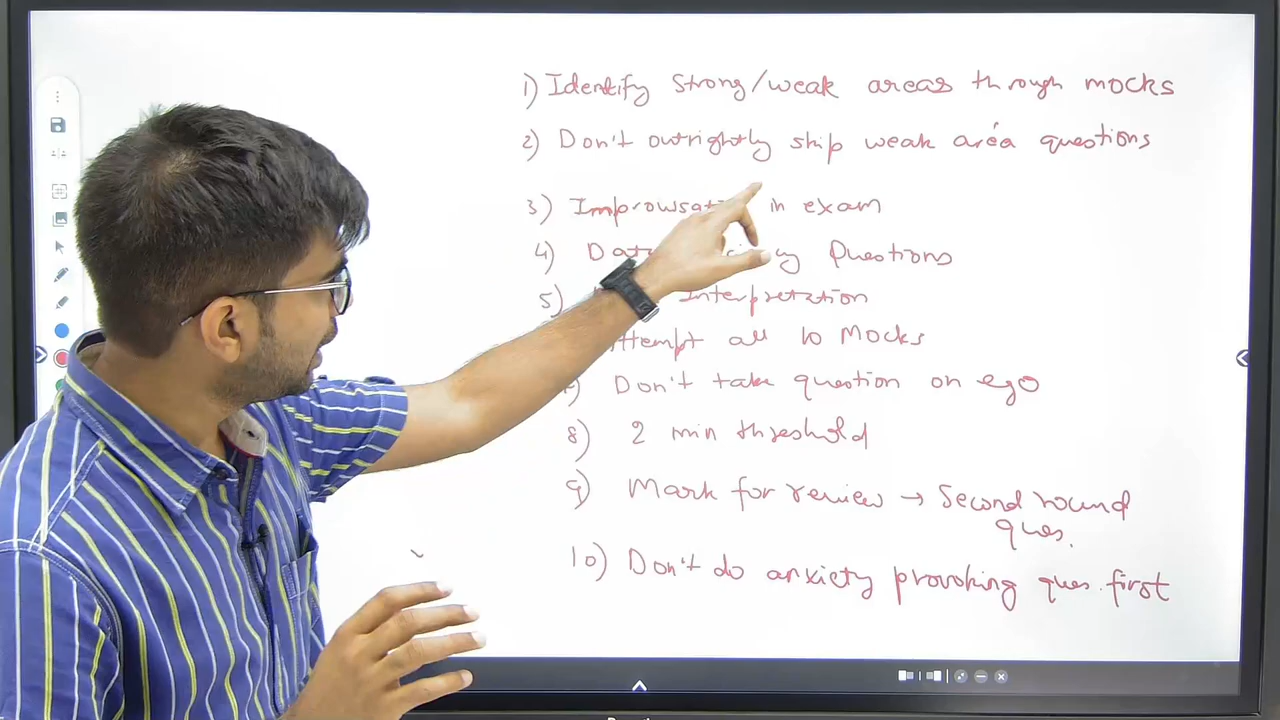 1) Identify strong/weak areas through mocks
2) Don't outrightly skip weak area questions
3) in exam
4) Questions
5) Interpretation
all 10 Mocks
Don't take question on ego
8) 2 min threshold
9) Mark for review → Second round
ques.
10) Don't do anxiety provoking ques. first